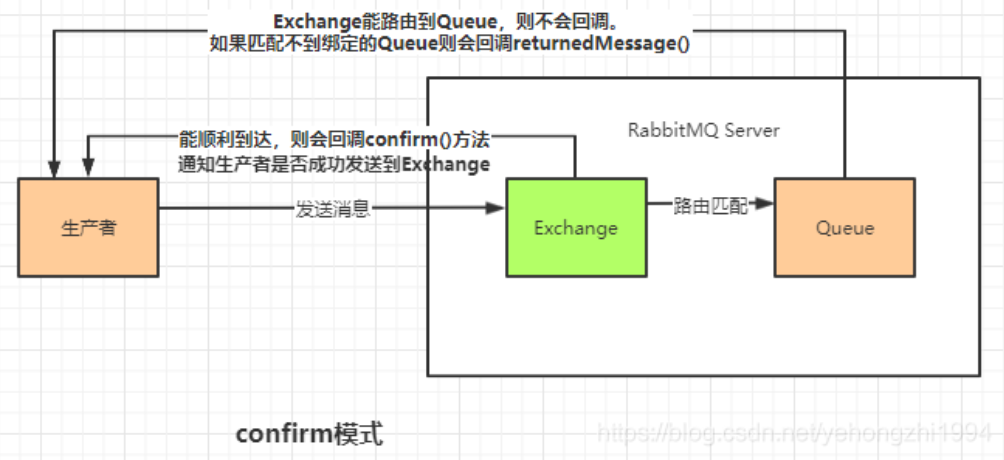 Exchange能路由到Queue，则不会回调。
如果匹配不到绑定的Queue则会回调returnedMessage()
RabbitMQ Server
能顺利到达，则会回调confirm()方法
通知生产者是否成功发送到Exchange
生产者
发送消息
Exchange
路由匹配
Queue
confirm模式
https://blog.csdn.net/yehongzhi1994